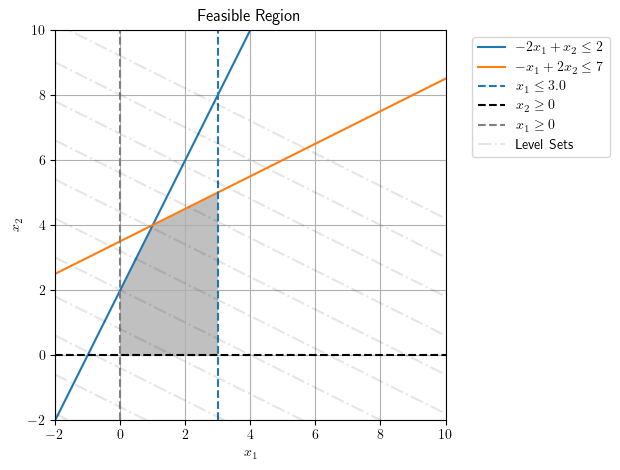 Feasible Region
10
8
6
4
2
0
−2
−2 0 2 4 6 8 10
x₂
x₁
−2x₁ + x₂ ≤ 2
−x₁ + 2x₂ ≤ 7
x₁ ≤ 3.0
x₂ ≥ 0
x₁ ≥ 0
Level Sets